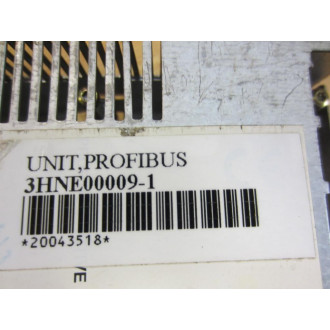 UNIT,PROFIBUS
3HNE00009-1
*20043518*